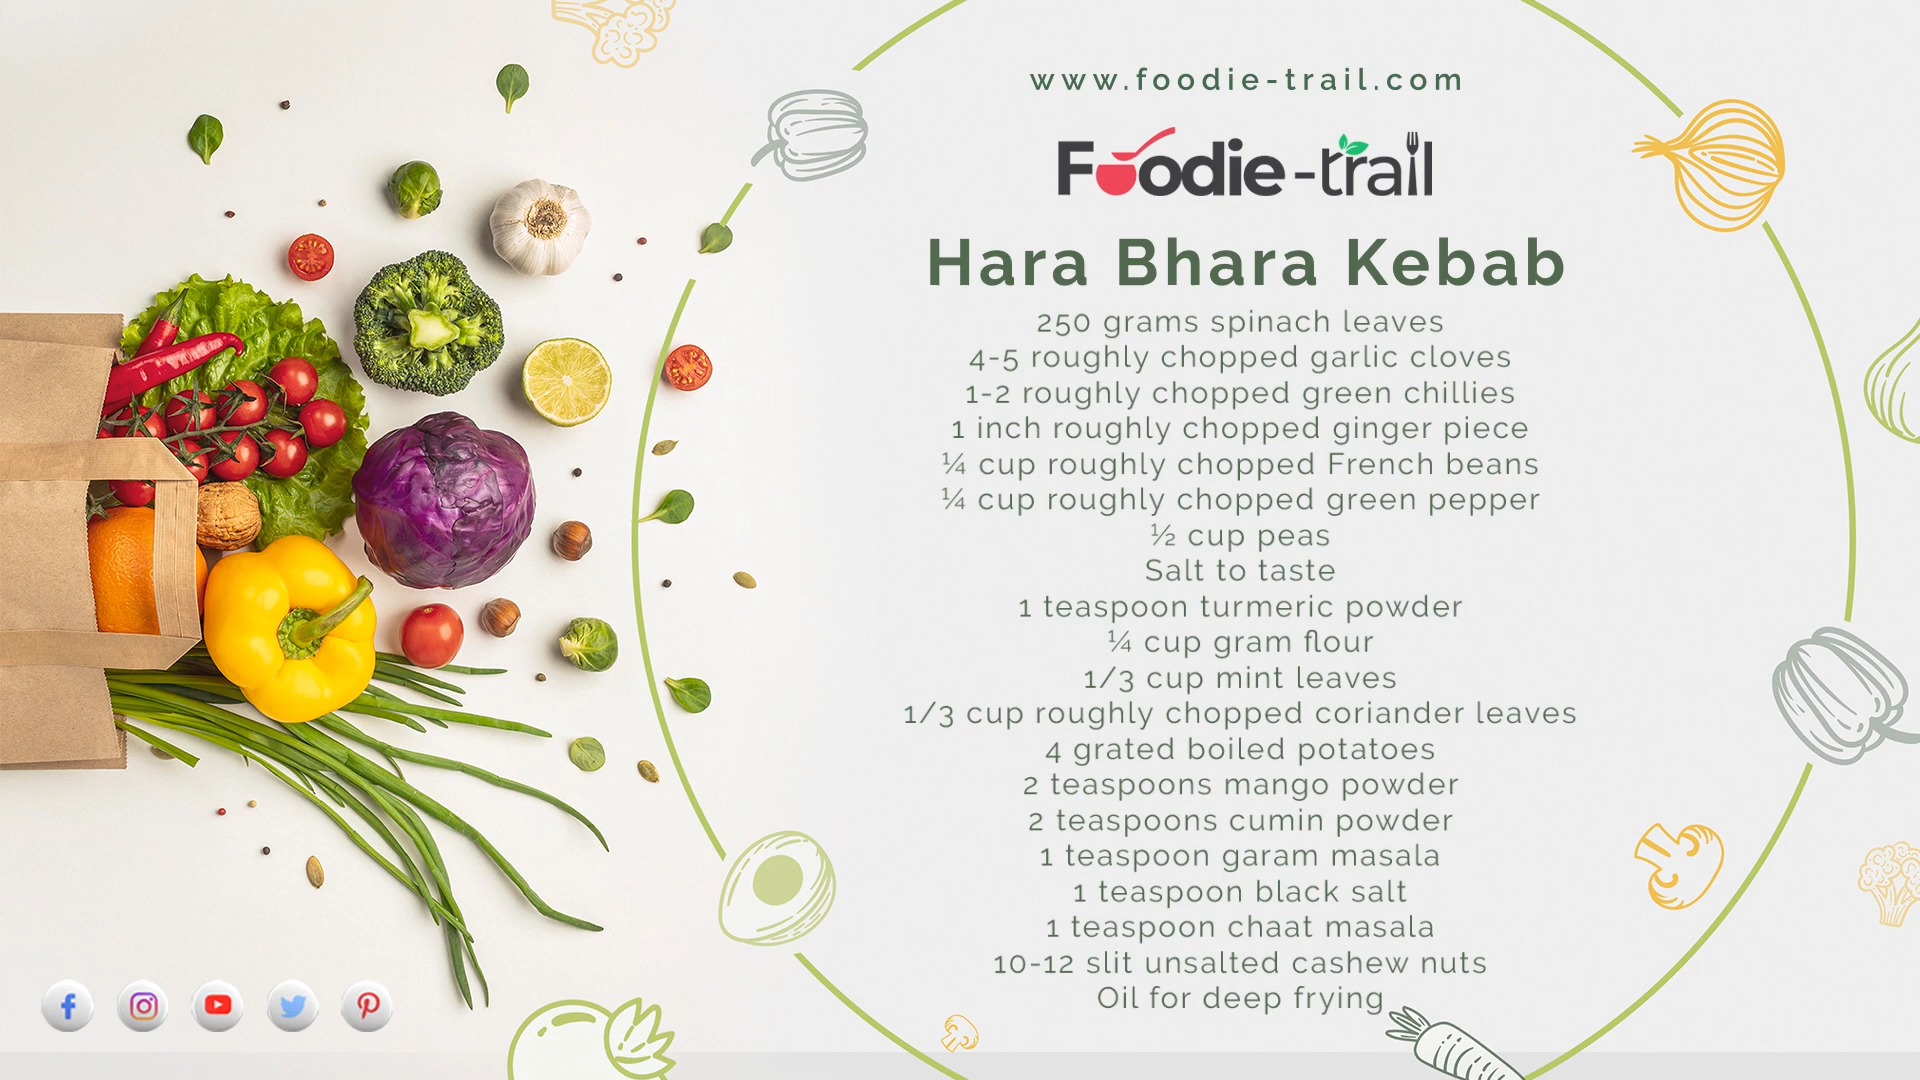 www.foodie-trail.com
Foodie-trail
Hara Bhara Kebab
250 grams spinach leaves
4-5 roughly chopped garlic cloves
1-2 roughly chopped green chillies
1 inch roughly chopped ginger piece
¼ cup roughly chopped French beans
¼ cup roughly chopped green pepper
½ cup peas
Salt to taste
1 teaspoon turmeric powder
¼ cup gram flour
1/3 cup mint leaves
1/3 cup roughly chopped coriander leaves
4 grated boiled potatoes
2 teaspoons mango powder
2 teaspoons cumin powder
1 teaspoon garam masala
1 teaspoon black salt
1 teaspoon chaat masala
10-12 slit unsalted cashew nuts
Oil for deep frying